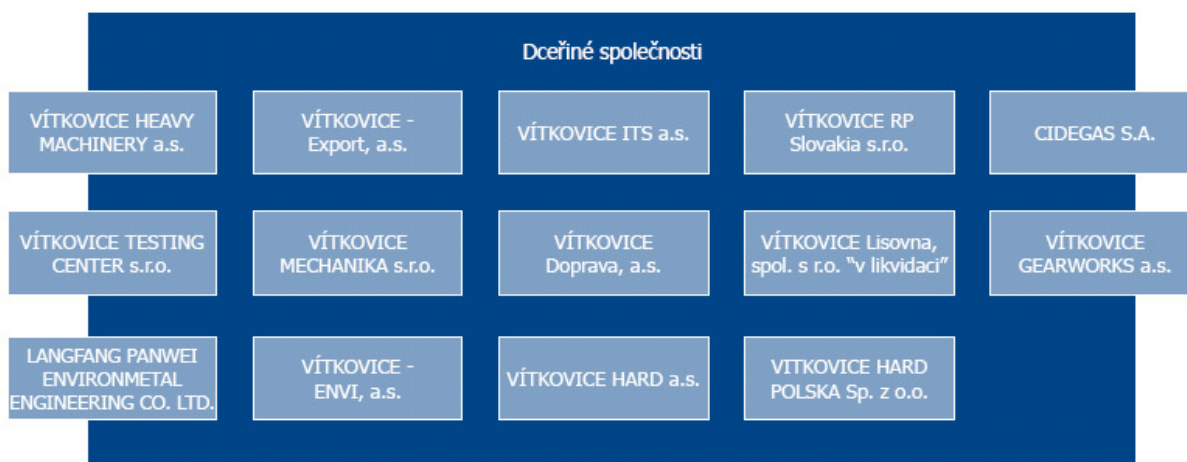 Dceřiné společnosti
VÍTKOVICE HEAVY
MACHINERY a.s.
VÍTKOVICE -
Export, a.s.
VÍTKOVICE ITS a.s.
VÍTKOVICE RP
Slovakia s.r.o.
CIDEGAS S.A.
VÍTKOVICE TESTING
CENTER s.r.o.
VÍTKOVICE
MECHANIKA s.r.o.
VÍTKOVICE
Doprava, a.s.
VÍTKOVICE Lisovna,
spol. s r.o. “v likvidaci”
VÍTKOVICE
GEARWORKS a.s.
LANGFANG PANWEI
ENVIRONMETAL
ENGINEERING CO. LTD.
VÍTKOVICE -
ENVI, a.s.
VÍTKOVICE HARD a.s.
VITKOVICE HARD
POLSKA Sp. z o.o.